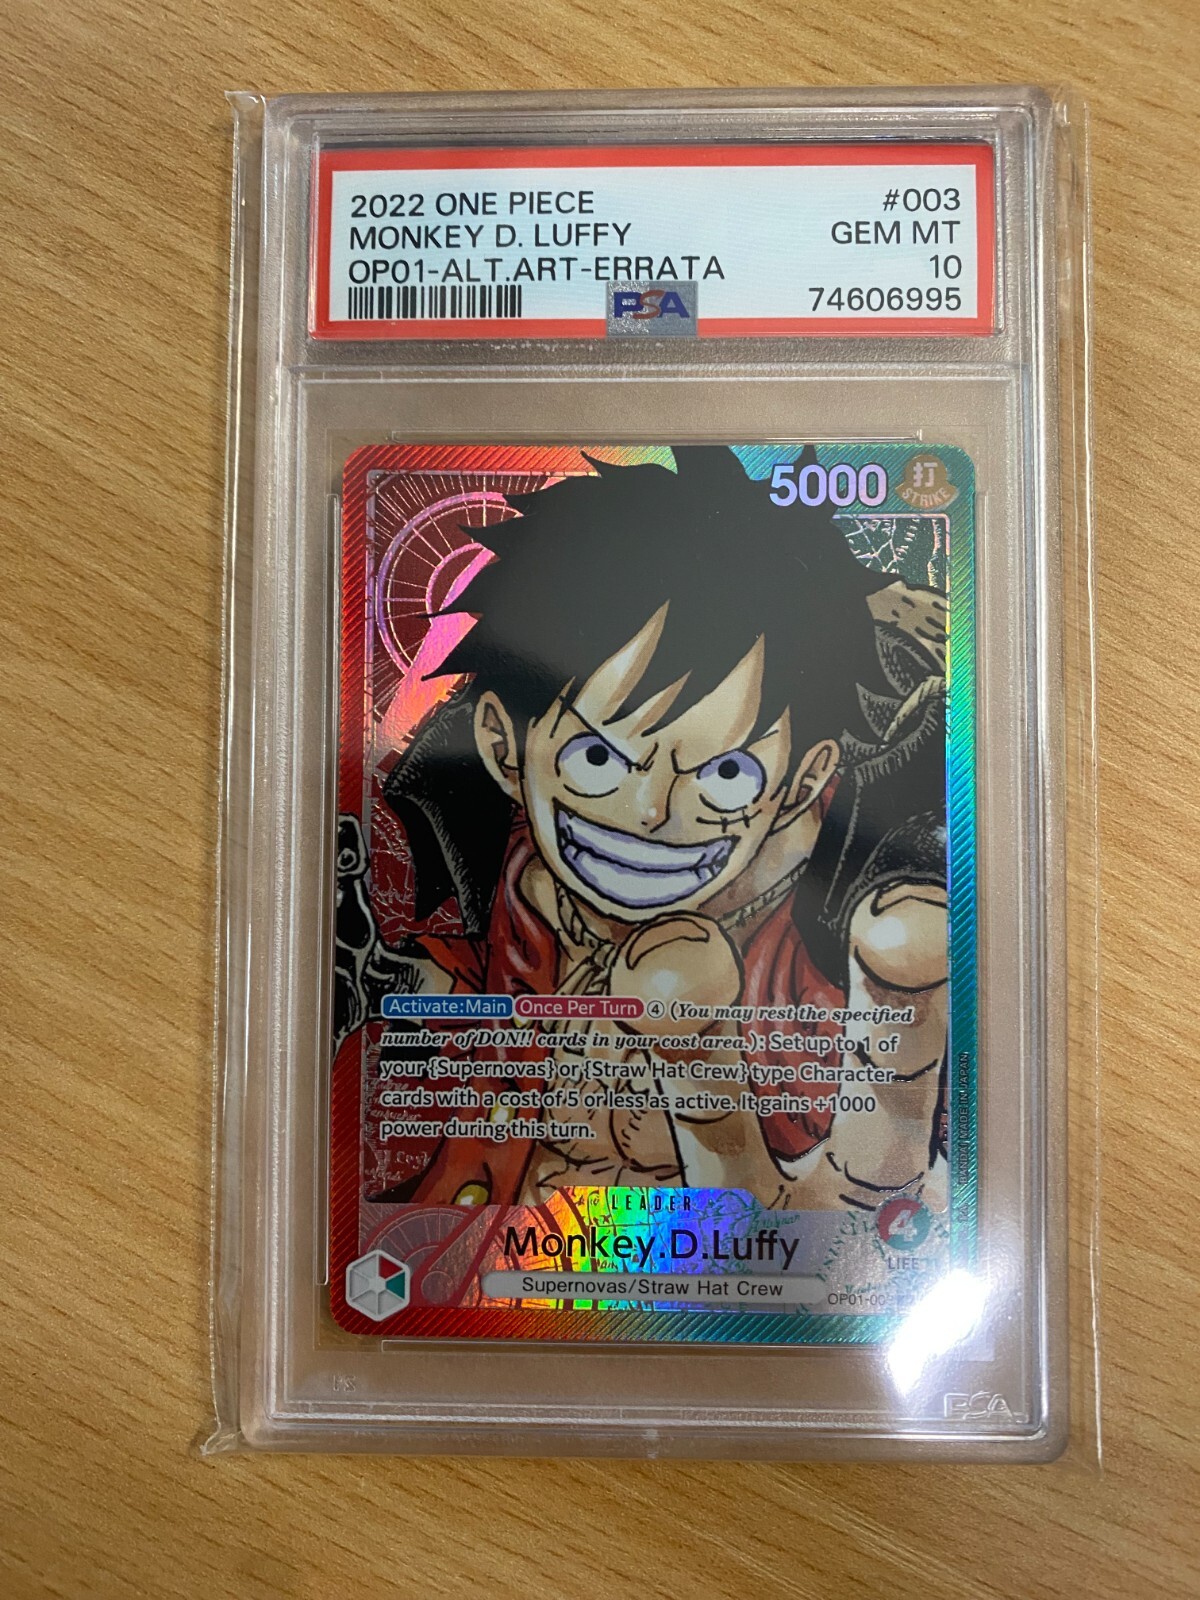 2022 ONE PIECE #003
MONKEY D. LUFFY GEM MT
OP01-ALT.ART-ERRATA 10
PSA 74606995
5000 打
STRIKE
Activate:Main Once Per Turn ④ (You may rest the specified
number of DON!! cards in your cost area.): Set up to 1 of
your {Supernovas} or {Straw Hat Crew} type Character
cards with a cost of 5 or less as active. It gains +1000
power during this turn.
BANDAI, MADE IN JAPAN.
LEADER
4
Monkey.D.Luffy
LIFE
Supernovas/Straw Hat Crew
PSA